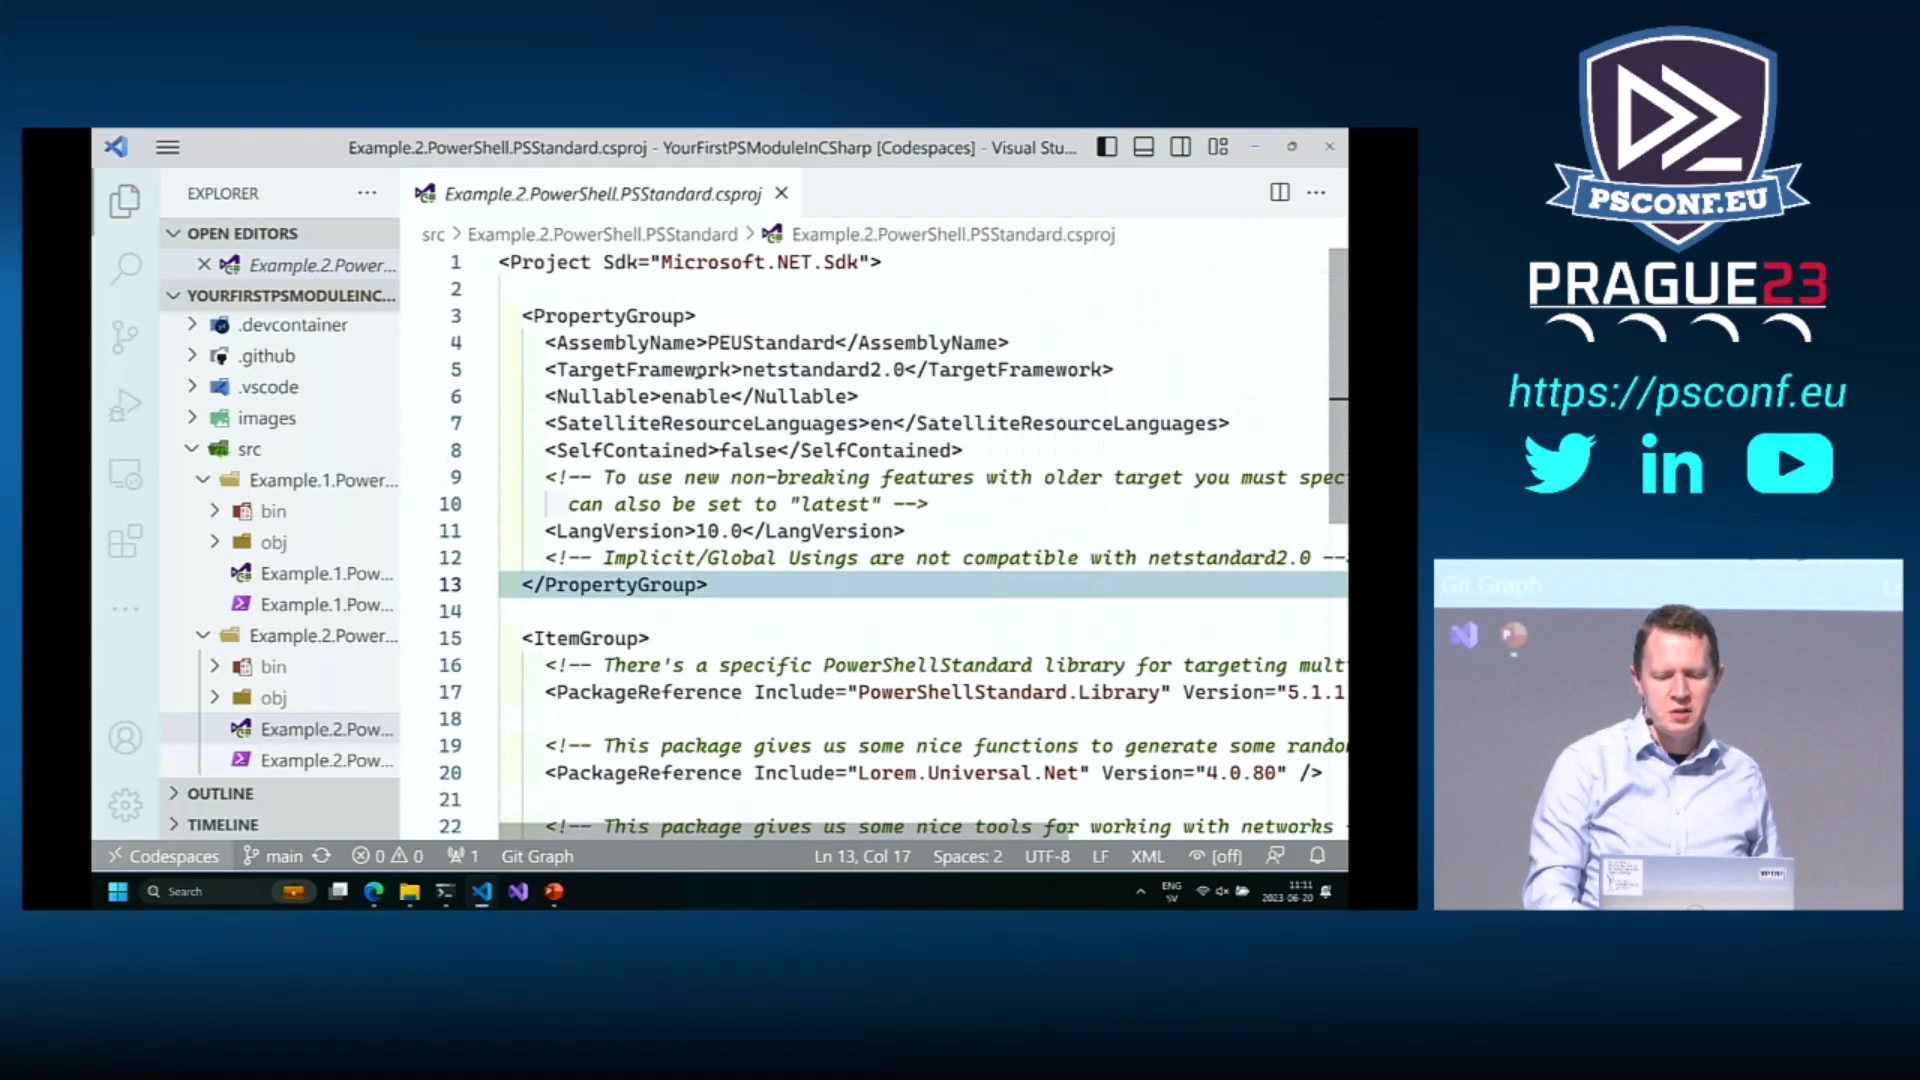 Example.2.PowerShell.PSStandard.csproj - YourFirstPSModuleInCSharp [Codespaces] - Visual Stu...
EXPLORER
OPEN EDITORS
Example.2.Power...
YOURFIRSTPSMODULEINC...
.devcontainer
.github
.vscode
images
src
Example.1.Power...
bin
obj
Example.1.Pow...
Example.1.Pow...
Example.2.Power...
bin
obj
Example.2.Pow...
Example.2.Pow...
OUTLINE
TIMELINE
Example.2.PowerShell.PSStandard.csproj
src > Example.2.PowerShell.PSStandard > Example.2.PowerShell.PSStandard.csproj
1 <Project Sdk="Microsoft.NET.Sdk">
2
3 <PropertyGroup>
4 <AssemblyName>PEUStandard</AssemblyName>
5 <TargetFramework>netstandard2.0</TargetFramework>
6 <Nullable>enable</Nullable>
7 <SatelliteResourceLanguages>en</SatelliteResourceLanguages>
8 <SelfContained>false</SelfContained>
9 <!-- To use new non-breaking features with older target you must spec
10 can also be set to "latest" -->
11 <LangVersion>10.0</LangVersion>
12 <!-- Implicit/Global Usings are not compatible with netstandard2.0 --
13 </PropertyGroup>
14
15 <ItemGroup>
16 <!-- There's a specific PowerShellStandard library for targeting mult
17 <PackageReference Include="PowerShellStandard.Library" Version="5.1.1
18
19 <!-- This package gives us some nice functions to generate some rando
20 <PackageReference Include="Lorem.Universal.Net" Version="4.0.80" />
21
22 <!-- This package gives us some nice tools for working with networks
Codespaces main 0 0 1 Git Graph Ln 13, Col 17 Spaces: 2 UTF-8 LF XML [off]
Search
ENG
SV
11:11
2023-06-20
PSCONF.EU
PRAGUE23
https://psconf.eu
in
Git Graph